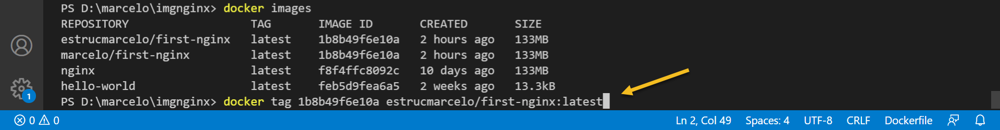 PS D:\marcelo\imgnginx> docker images
REPOSITORY TAG IMAGE ID CREATED SIZE
estrucmarcelo/first-nginx latest 1b8b49f6e10a 2 hours ago 133MB
marcelo/first-nginx latest 1b8b49f6e10a 2 hours ago 133MB
nginx latest f8f4ffc8092c 10 days ago 133MB
hello-world latest feb5d9fea6a5 2 weeks ago 13.3kB
PS D:\marcelo\imgnginx> docker tag 1b8b49f6e10a estrucmarcelo/first-nginx:latest
1
0 0 Ln 2, Col 49 Spaces: 4 UTF-8 CRLF Dockerfile